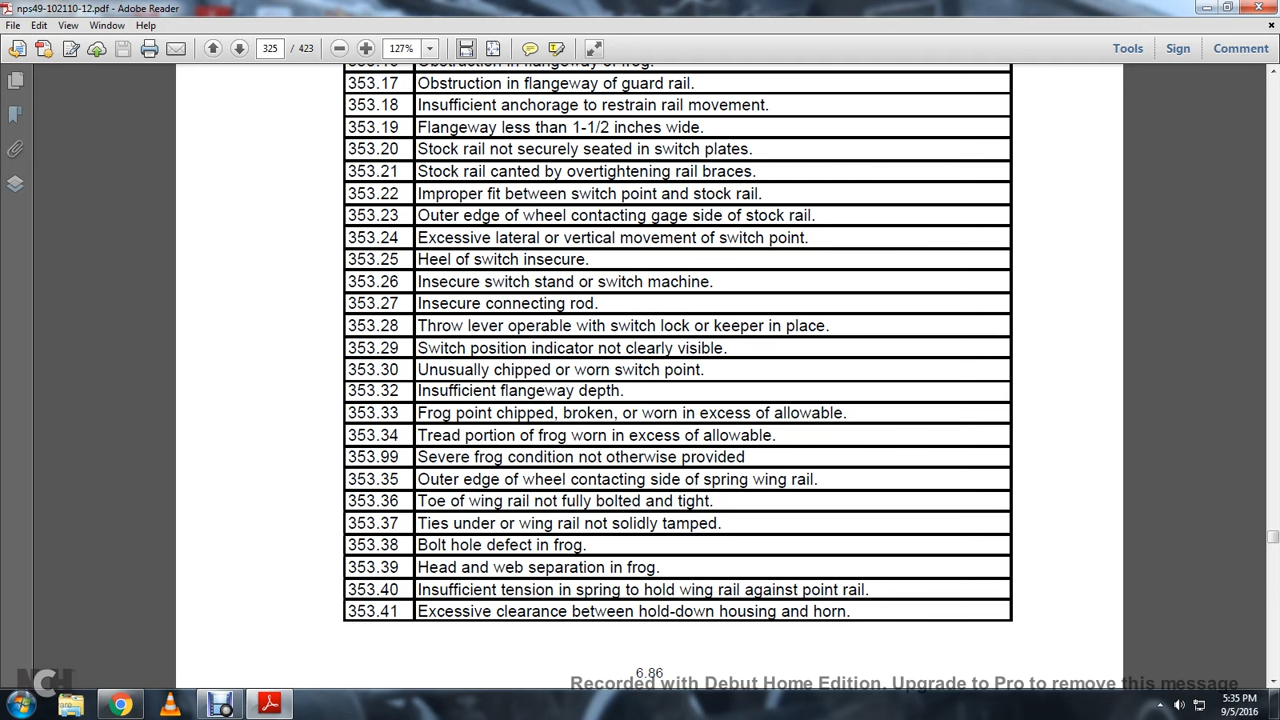 nps49-102110-12.pdf - Adobe Reader
File Edit View Window Help
325 / 423 127% Tools Sign Comment
353.16 Obstruction in flangeway of frog.
353.17 Obstruction in flangeway of guard rail.
353.18 Insufficient anchorage to restrain rail movement.
353.19 Flangeway less than 1-1/2 inches wide.
353.20 Stock rail not securely seated in switch plates.
353.21 Stock rail canted by overtightening rail braces.
353.22 Improper fit between switch point and stock rail.
353.23 Outer edge of wheel contacting gage side of stock rail.
353.24 Excessive lateral or vertical movement of switch point.
353.25 Heel of switch insecure.
353.26 Insecure switch stand or switch machine.
353.27 Insecure connecting rod.
353.28 Throw lever operable with switch lock or keeper in place.
353.29 Switch position indicator not clearly visible.
353.30 Unusually chipped or worn switch point.
353.32 Insufficient flangeway depth.
353.33 Frog point chipped, broken, or worn in excess of allowable.
353.34 Tread portion of frog worn in excess of allowable.
353.99 Severe frog condition not otherwise provided
353.35 Outer edge of wheel contacting side of spring wing rail.
353.36 Toe of wing rail not fully bolted and tight.
353.37 Ties under or wing rail not solidly tamped.
353.38 Bolt hole defect in frog.
353.39 Head and web separation in frog.
353.40 Insufficient tension in spring to hold wing rail against point rail.
353.41 Excessive clearance between hold-down housing and horn.
6.86
NCH
Recorded with Debut Home Edition. Upgrade to Pro to remove this message
5:35 PM
9/5/2016